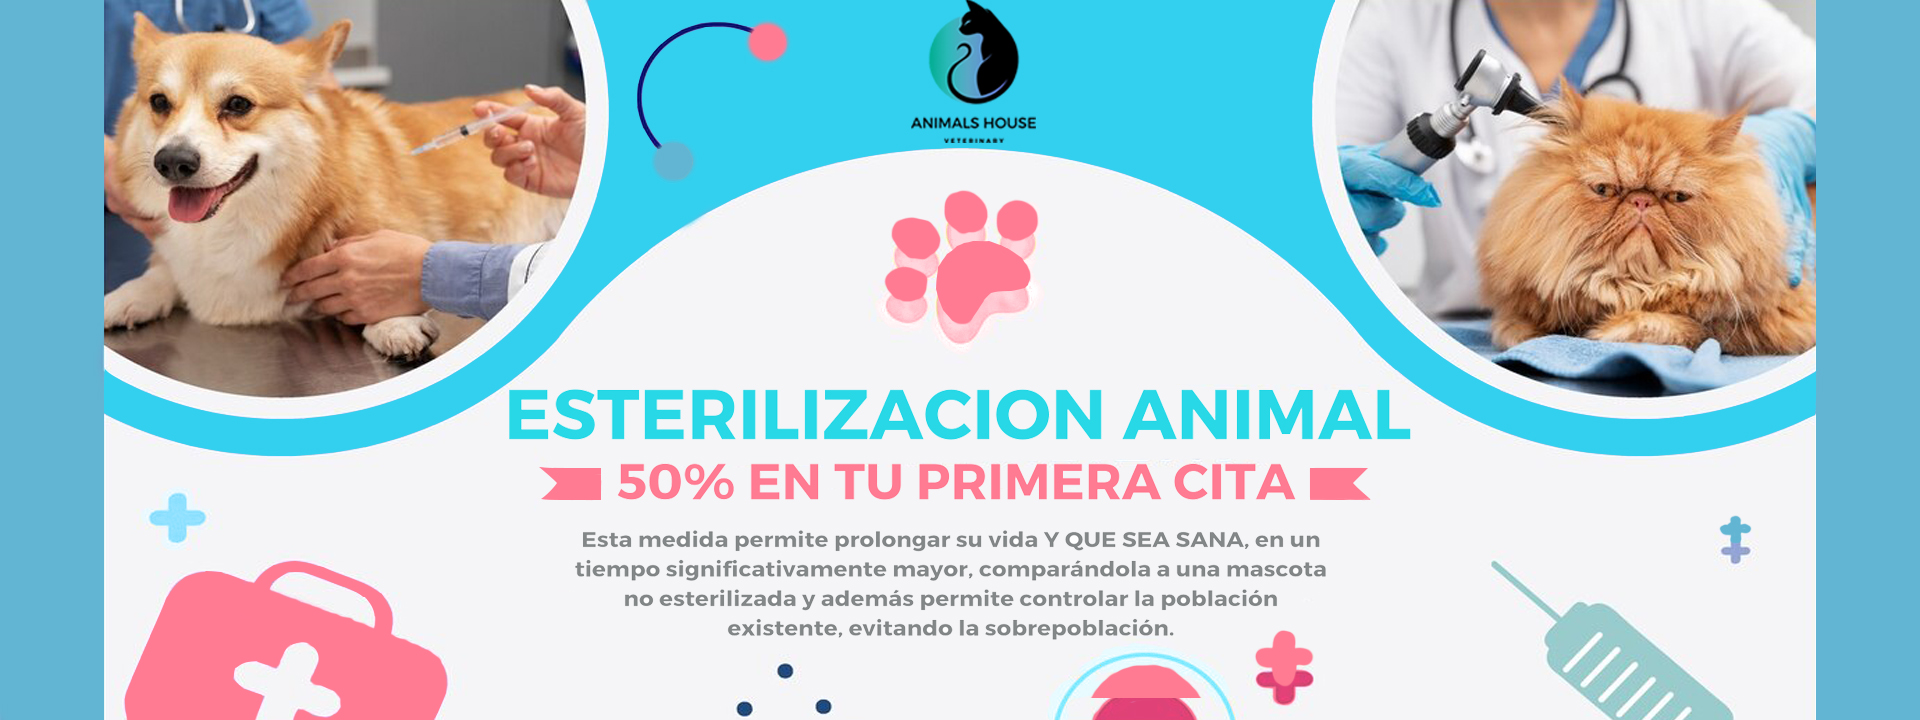 ANIMALS HOUSE
VETERINARY
ESTERILIZACION ANIMAL
50% EN TU PRIMERA CITA
Esta medida permite prolongar su vida Y QUE SEA SANA, en un
tiempo significativamente mayor, comparándola a una mascota
no esterilizada y además permite controlar la población
existente, evitando la sobrepoblación.